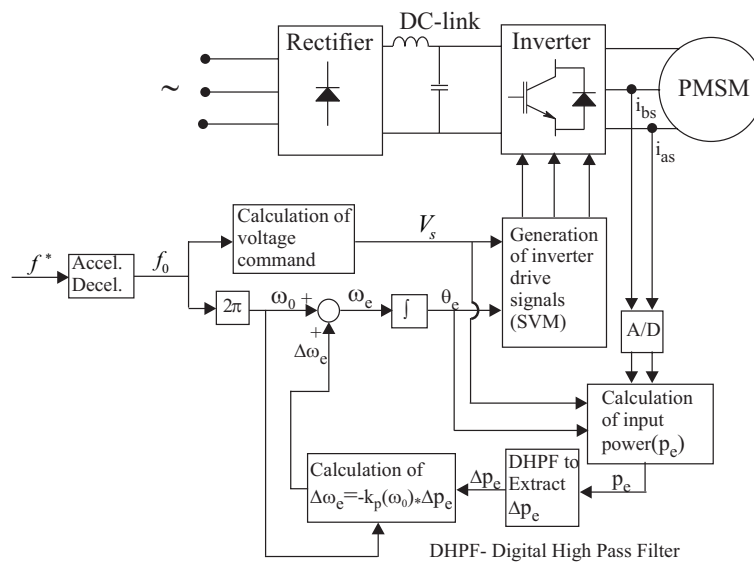 DC-link
Rectifier
Inverter
PMSM
~
i_bs
i_as
Calculation of
voltage
command
V_s
Generation of
of inverter
drive
signals
(SVM)
f*
Accel.
Decel.
f_0
2π
ω_0 +
ω_e
∫
θ_e
+
Δω_e
A/D
Calculation
of input
power(p_e)
Calculation of
Δω_e=-k_p(ω_0)*Δp_e
Δp_e
DHPF to
Extract
Δp_e
p_e
DHPF- Digital High Pass Filter